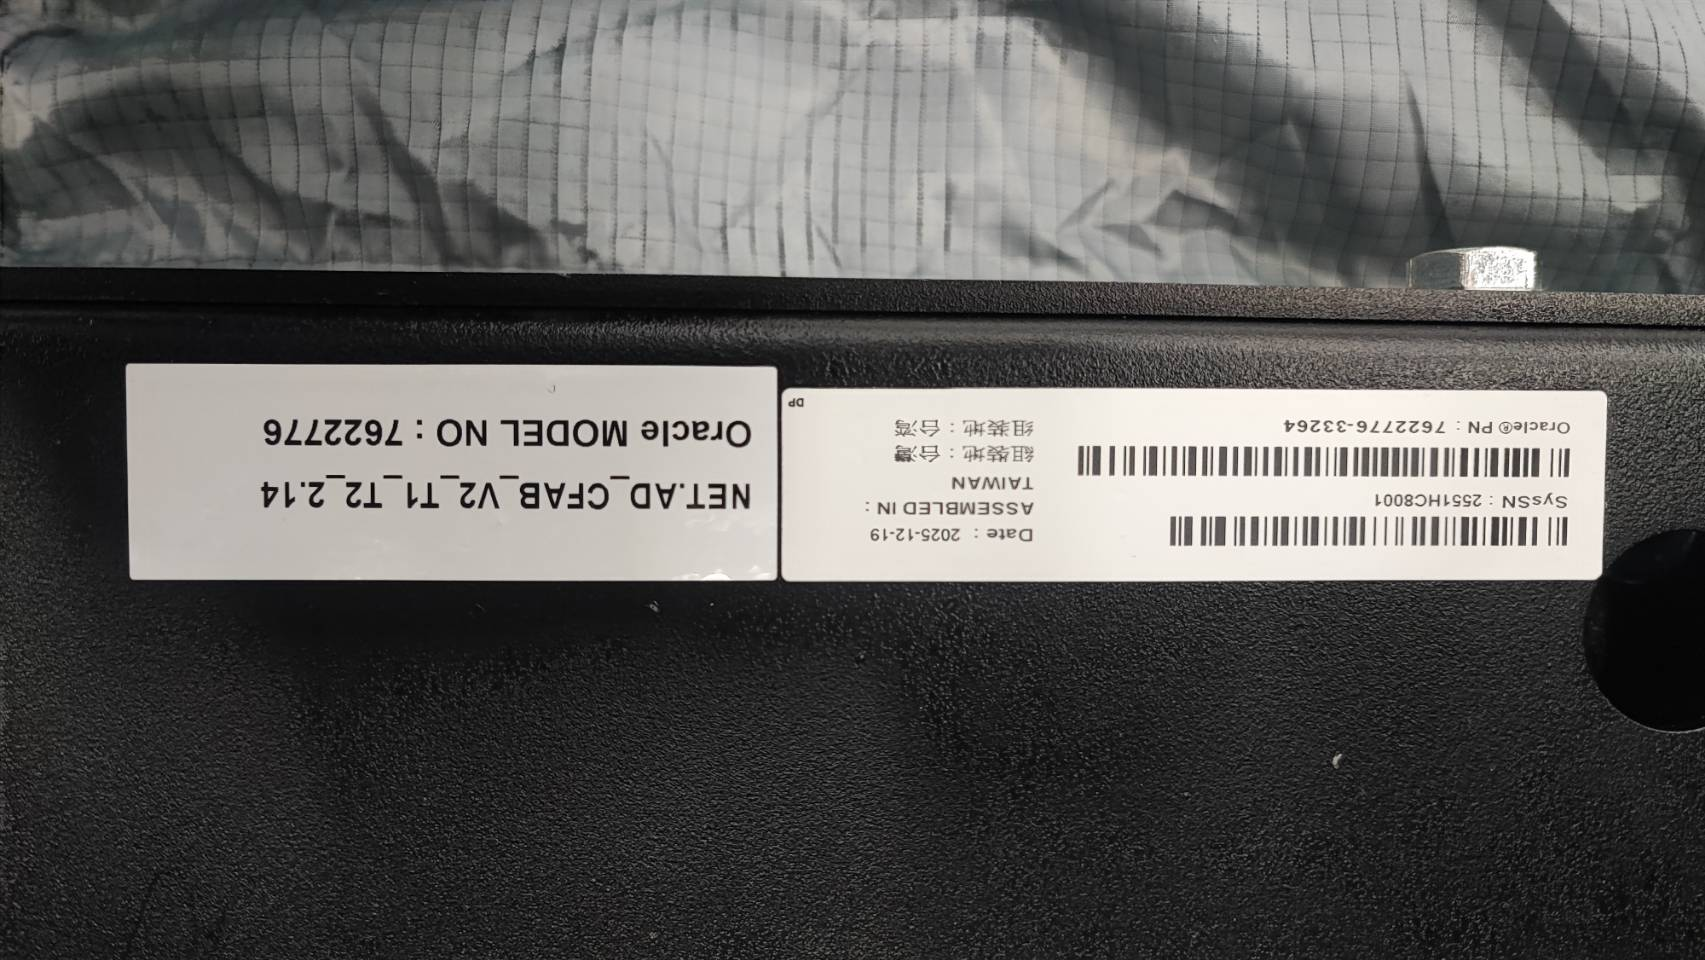 Oracle® PN : 7622776-33264
SysSN : 2551HC8001
Date : 2025-12-19
ASSEMBLED IN :
TAIWAN
組裝地 : 台灣
组装地 : 台湾
DP
NET.AD_CFAB_V2_T1_T2_2.14
Oracle MODEL NO : 7622776